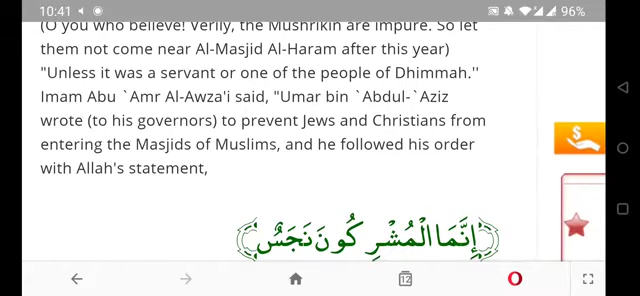 10:41
96%
(O you who believe! Verily, the Mushrikin are impure. So let
them not come near Al-Masjid Al-Haram after this year)
"Unless it was a servant or one of the people of Dhimmah.''
Imam Abu `Amr Al-Awza'i said, "Umar bin `Abdul-`Aziz
wrote (to his governors) to prevent Jews and Christians from
entering the Masjids of Muslims, and he followed his order
with Allah's statement,
$
﴿إِنَّمَا الْمُشْرِكُونَ نَجَسٌ﴾
12